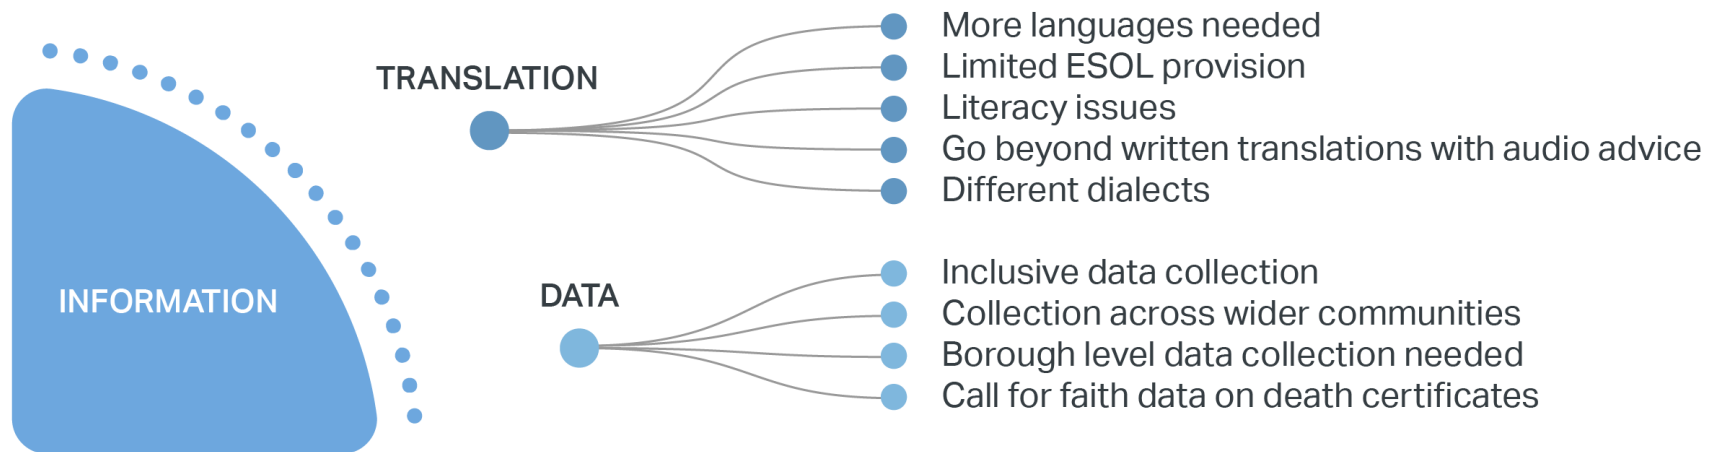 INFORMATION
TRANSLATION
More languages needed
Limited ESOL provision
Literacy issues
Go beyond written translations with audio advice
Different dialects
DATA
Inclusive data collection
Collection across wider communities
Borough level data collection needed
Call for faith data on death certificates